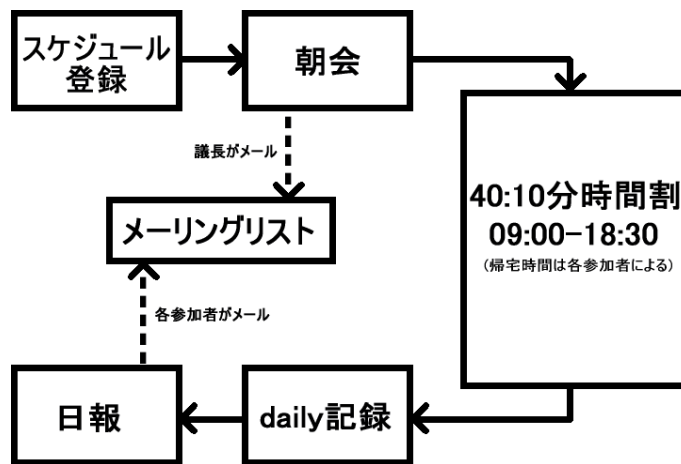 スケジュール
登録
朝会
議長がメール
40:10分時間割
09:00-18:30
(帰宅時間は各参加者による)
メーリングリスト
各参加者がメール
日報
daily記録